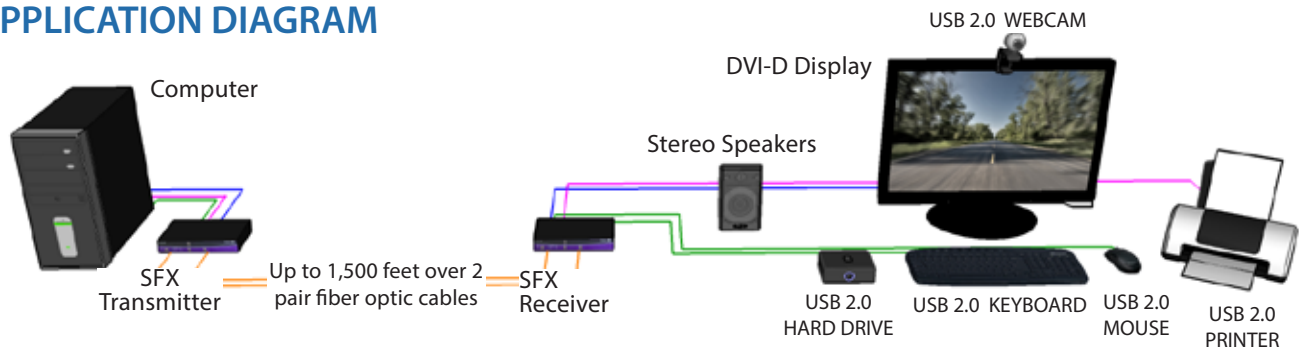 PPLICATION DIAGRAM
USB 2.0 WEBCAM
DVI-D Display
Computer
Stereo Speakers
SFX
Transmitter
Up to 1,500 feet over 2
pair fiber optic cables
SFX
Receiver
USB 2.0
HARD DRIVE
USB 2.0 KEYBOARD
USB 2.0
MOUSE
USB 2.0
PRINTER